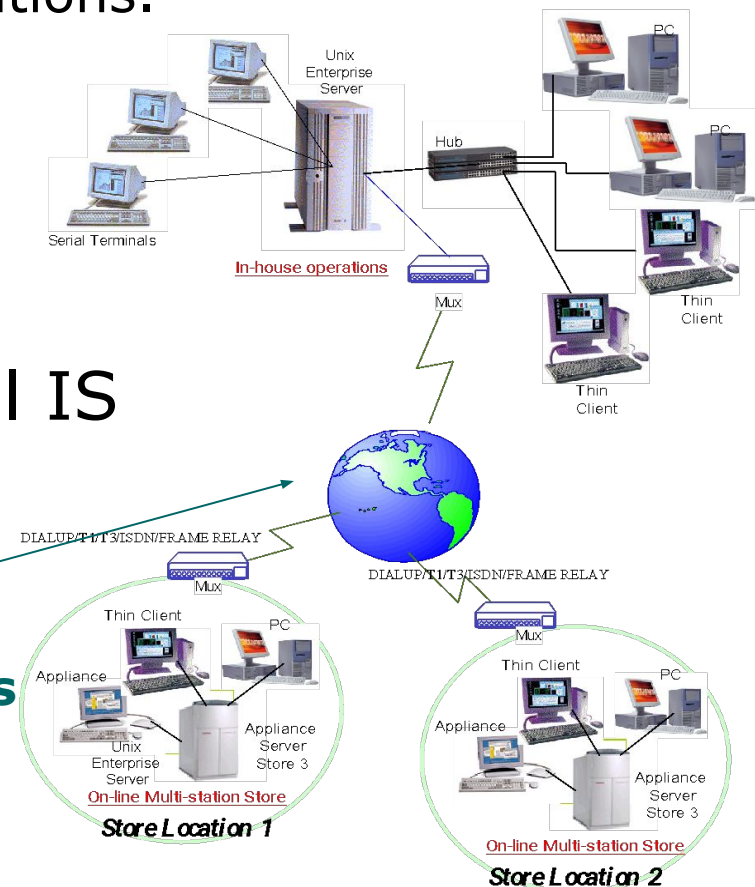 itions:
Unix
Enterprise
Server
PC
Hub
PC
Serial Terminals
In-house operations
Mux
Thin
Client
Thin
Client
l IS
DIALUP/T1/T3/ISDN/FRAME RELAY
Mux
DIALUP/T1/T3/ISDN/FRAME RELAY
Mux
Thin Client
PC
Appliance
s
Unix
Enterprise
Server
Appliance
Server
Store 3
On-line Multi-station Store
Store Location 1
Thin Client
PC
Appliance
Appliance
Server
Store 3
On-line Multi-station Store
Store Location 2